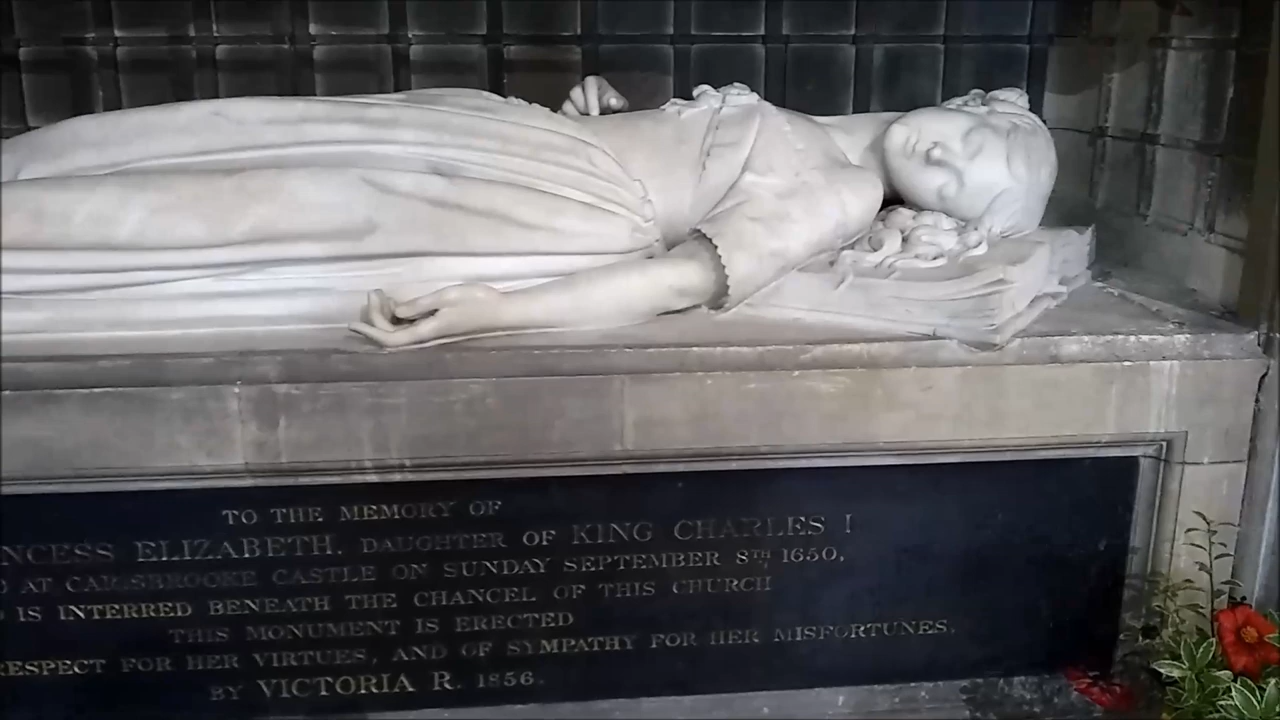 TO THE MEMORY OF
NCESS ELIZABETH. DAUGHTER OF KING CHARLES I
D AT CARISBROOKE CASTLE ON SUNDAY SEPTEMBER 8TH 1650,
IS INTERRED BENEATH THE CHANCEL OF THIS CHURCH
THIS MONUMENT IS ERECTED
RESPECT FOR HER VIRTUES, AND OF SYMPATHY FOR HER MISFORTUNES,
BY VICTORIA R. 1856.